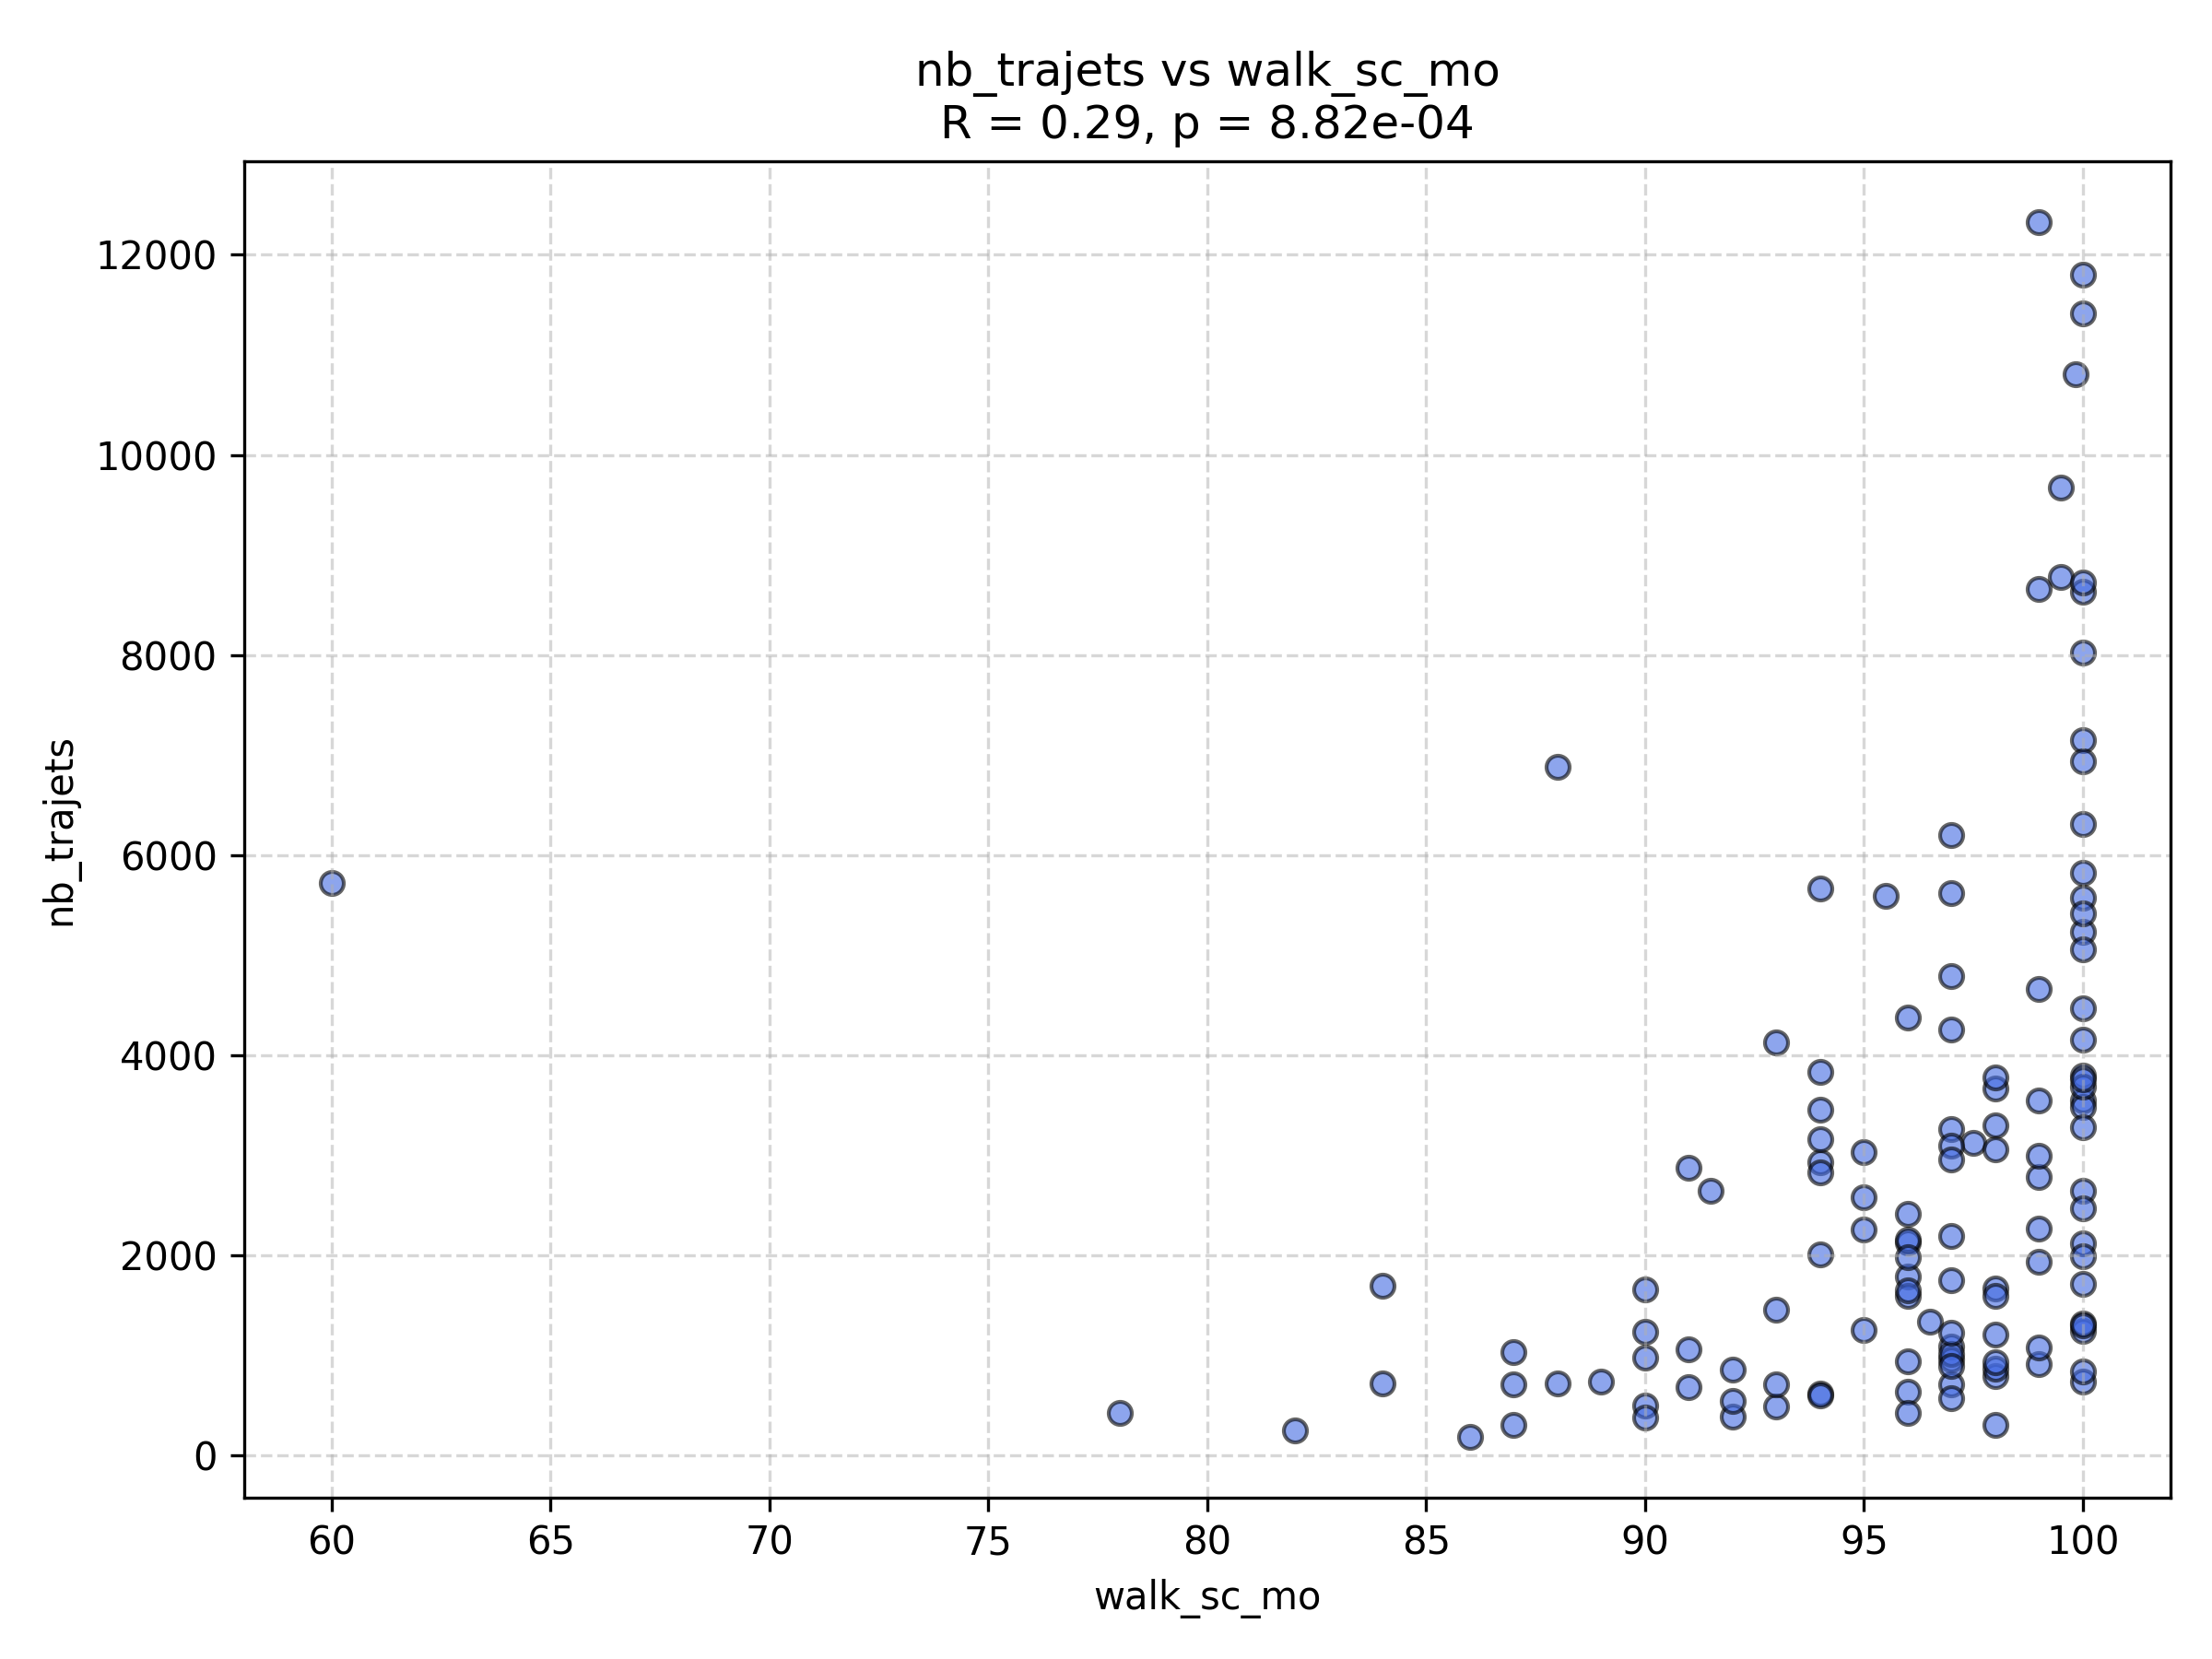 nb_trajets vs walk_sc_mo
R = 0.29, p = 8.82e-04
12000
10000
8000
6000
4000
2000
0
nb_trajets
60 65 70 75 80 85 90 95 100
walk_sc_mo